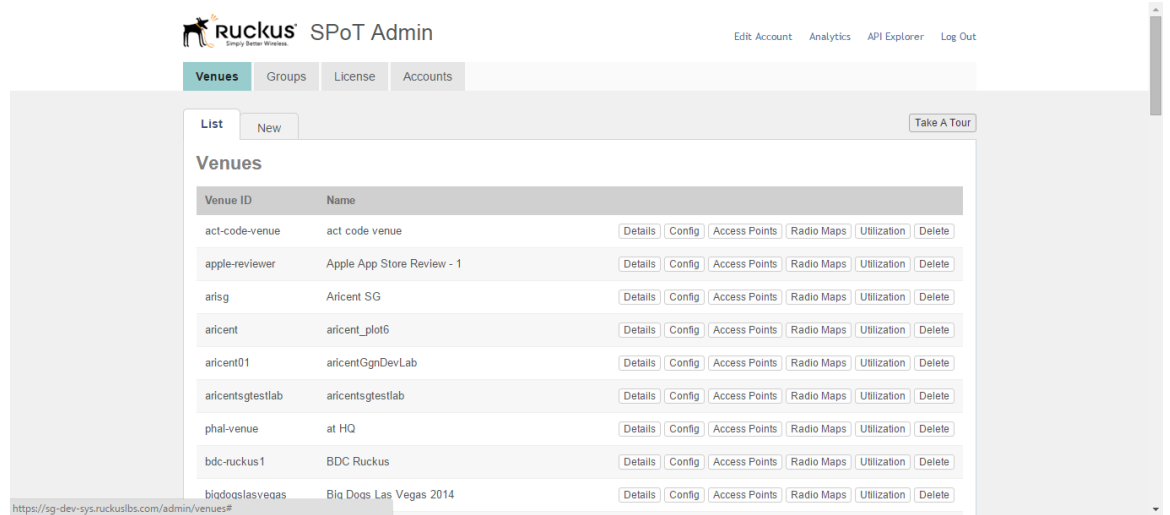 Ruckus SPoT Admin
Simply Better Wireless.
Edit Account Analytics API Explorer Log Out
Venues Groups License Accounts
List New Take A Tour
Venues
Venue ID Name
act-code-venue act code venue Details Config Access Points Radio Maps Utilization Delete
apple-reviewer Apple App Store Review - 1 Details Config Access Points Radio Maps Utilization Delete
arisg Aricent SG Details Config Access Points Radio Maps Utilization Delete
aricent aricent_plot6 Details Config Access Points Radio Maps Utilization Delete
aricent01 aricentGgnDevLab Details Config Access Points Radio Maps Utilization Delete
aricentsgtestlab aricentsgtestlab Details Config Access Points Radio Maps Utilization Delete
phal-venue at HQ Details Config Access Points Radio Maps Utilization Delete
bdc-ruckus1 BDC Ruckus Details Config Access Points Radio Maps Utilization Delete
bigdogslasvegas Big Dogs Las Vegas 2014 Details Config Access Points Radio Maps Utilization Delete
https://sg-dev-sys.ruckuslbs.com/admin/venues#